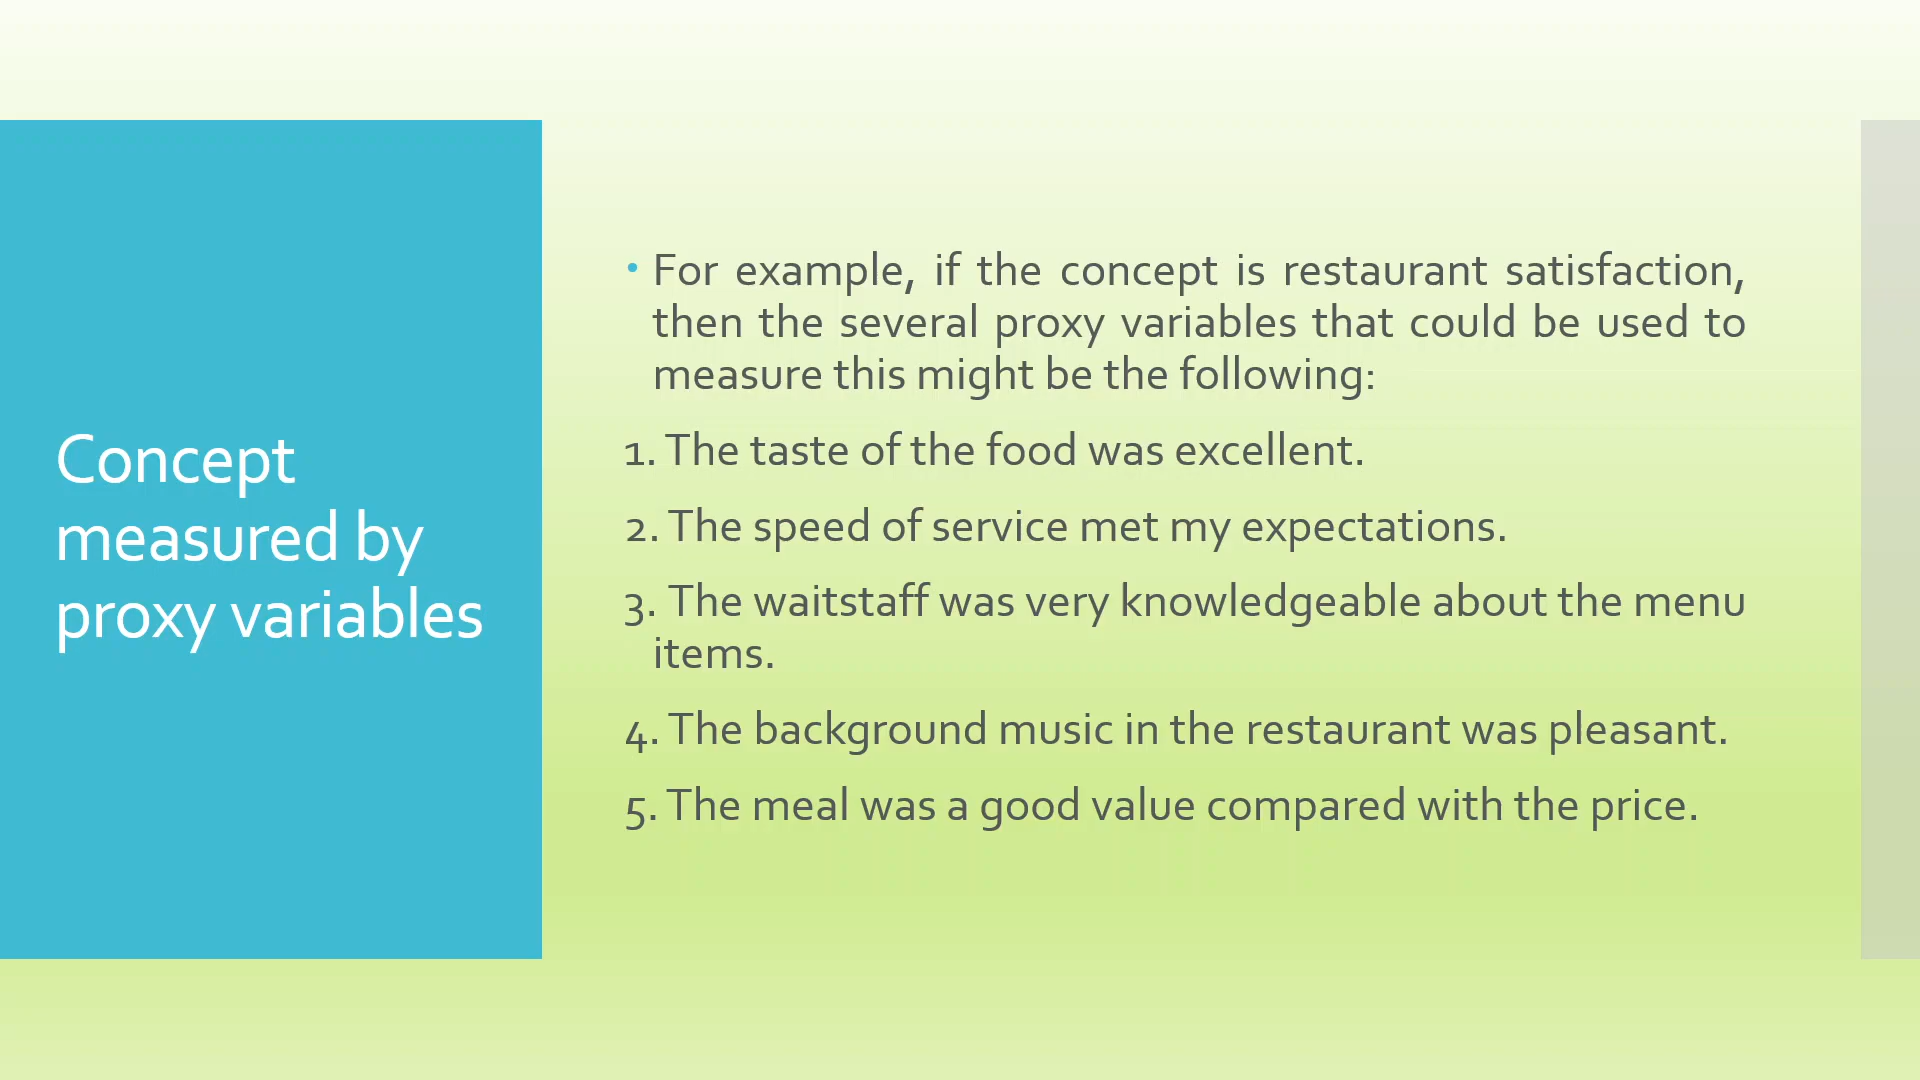 Concept
measured by
proxy variables
• For example, if the concept is restaurant satisfaction,
then the several proxy variables that could be used to
measure this might be the following:
1. The taste of the food was excellent.
2. The speed of service met my expectations.
3. The waitstaff was very knowledgeable about the menu
items.
4. The background music in the restaurant was pleasant.
5. The meal was a good value compared with the price.